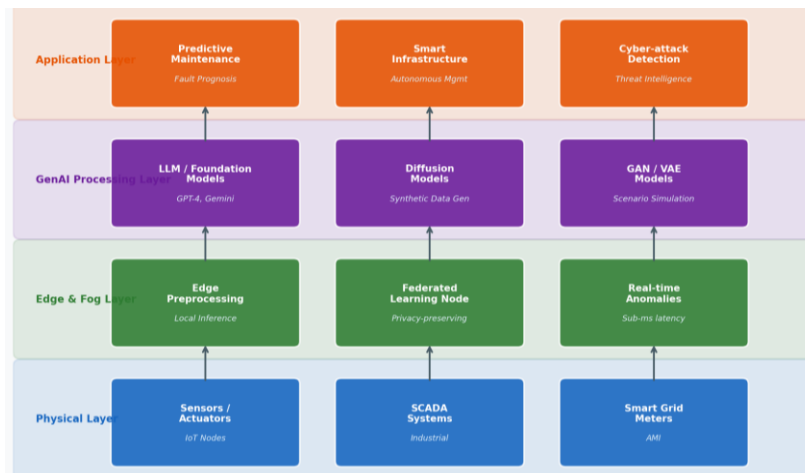 Application Layer
Predictive
Maintenance
Fault Prognosis
Smart
Infrastructure
Autonomous Mgmt
Cyber-attack
Detection
Threat Intelligence
GenAI Processing Layer
LLM / Foundation
Models
GPT-4, Gemini
Diffusion
Models
Synthetic Data Gen
GAN / VAE
Models
Scenario Simulation
Edge & Fog Layer
Edge
Preprocessing
Local Inference
Federated
Learning Node
Privacy-preserving
Real-time
Anomalies
Sub-ms latency
Physical Layer
Sensors /
Actuators
IoT Nodes
SCADA
Systems
Industrial
Smart Grid
Meters
AMI